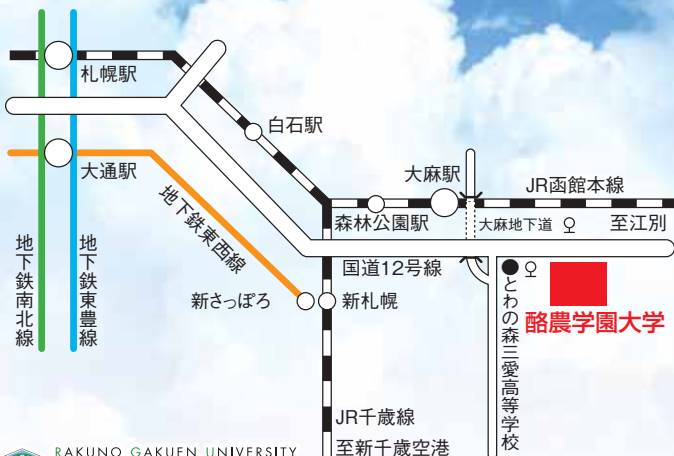 札幌駅
白石駅
大通駅
大麻駅
JR函館本線
森林公園駅
大麻地下道
至江別
地下鉄東西線
国道12号線
地下鉄南北線
地下鉄東豊線
新さっぽろ
新札幌
とわの森三愛高等学校
酪農学園大学
JR千歳線
至新千歳空港
RAKUNO GAKUEN UNIVERSITY